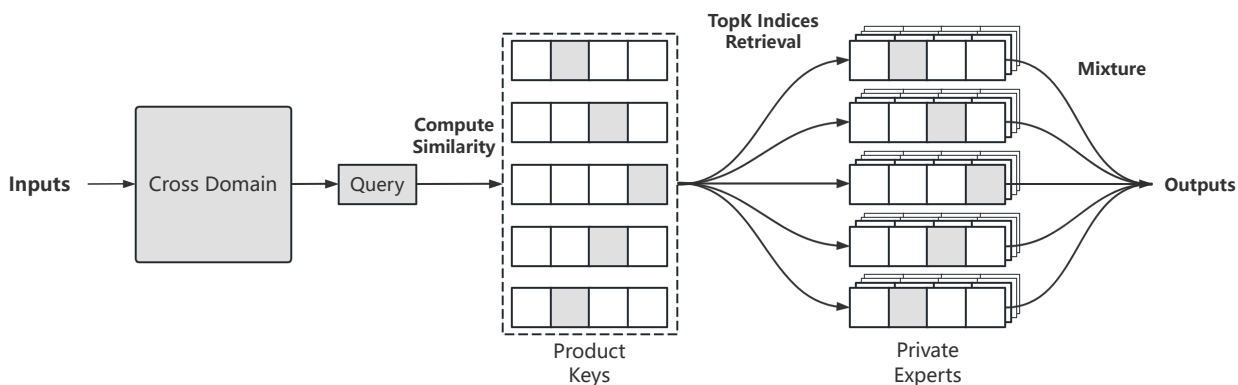 Inputs
Cross Domain
Query
Compute
Similarity
Product
Keys
TopK Indices
Retrieval
Private
Experts
Mixture
Outputs